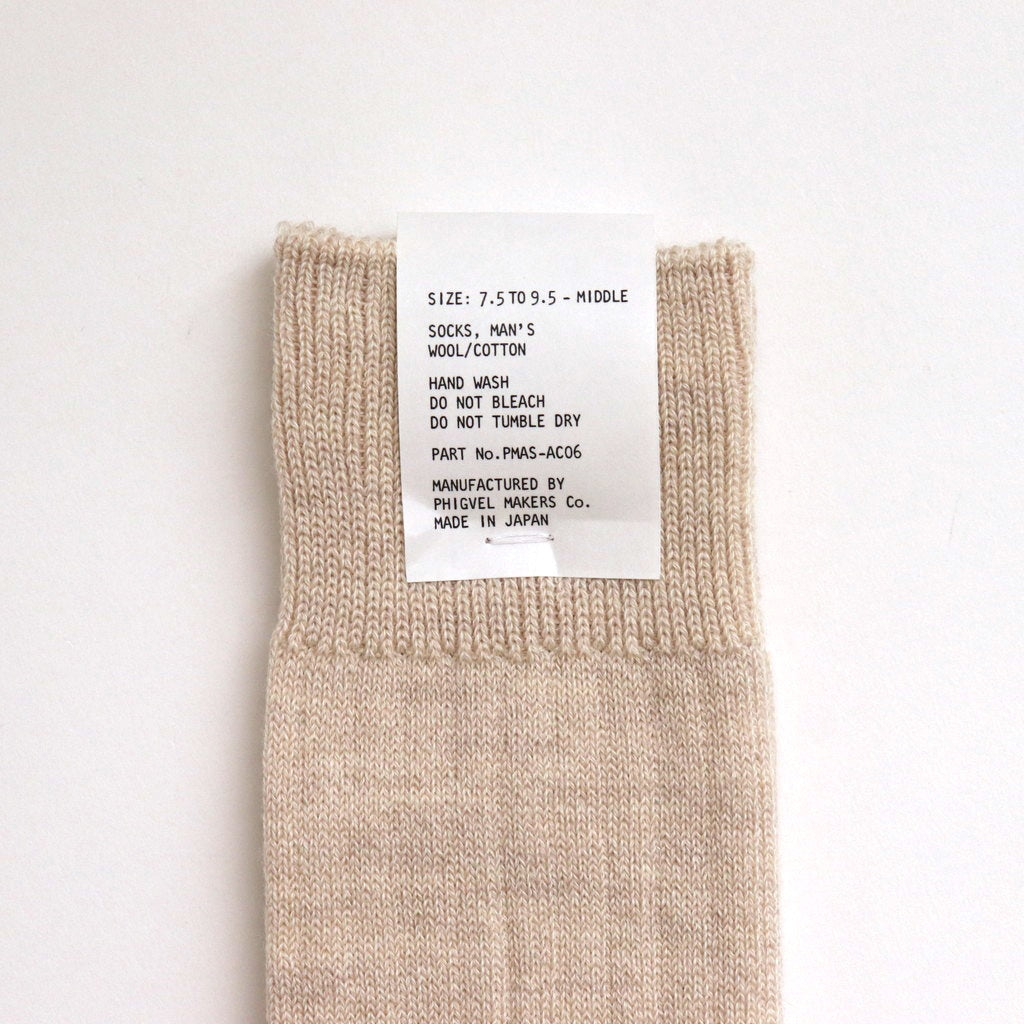 SIZE: 7.5 TO 9.5 - MIDDLE
SOCKS, MAN'S
WOOL/COTTON
HAND WASH
DO NOT BLEACH
DO NOT TUMBLE DRY
PART No.PMAS-AC06
MANUFACTURED BY
PHIGVEL MAKERS Co.
MADE IN JAPAN